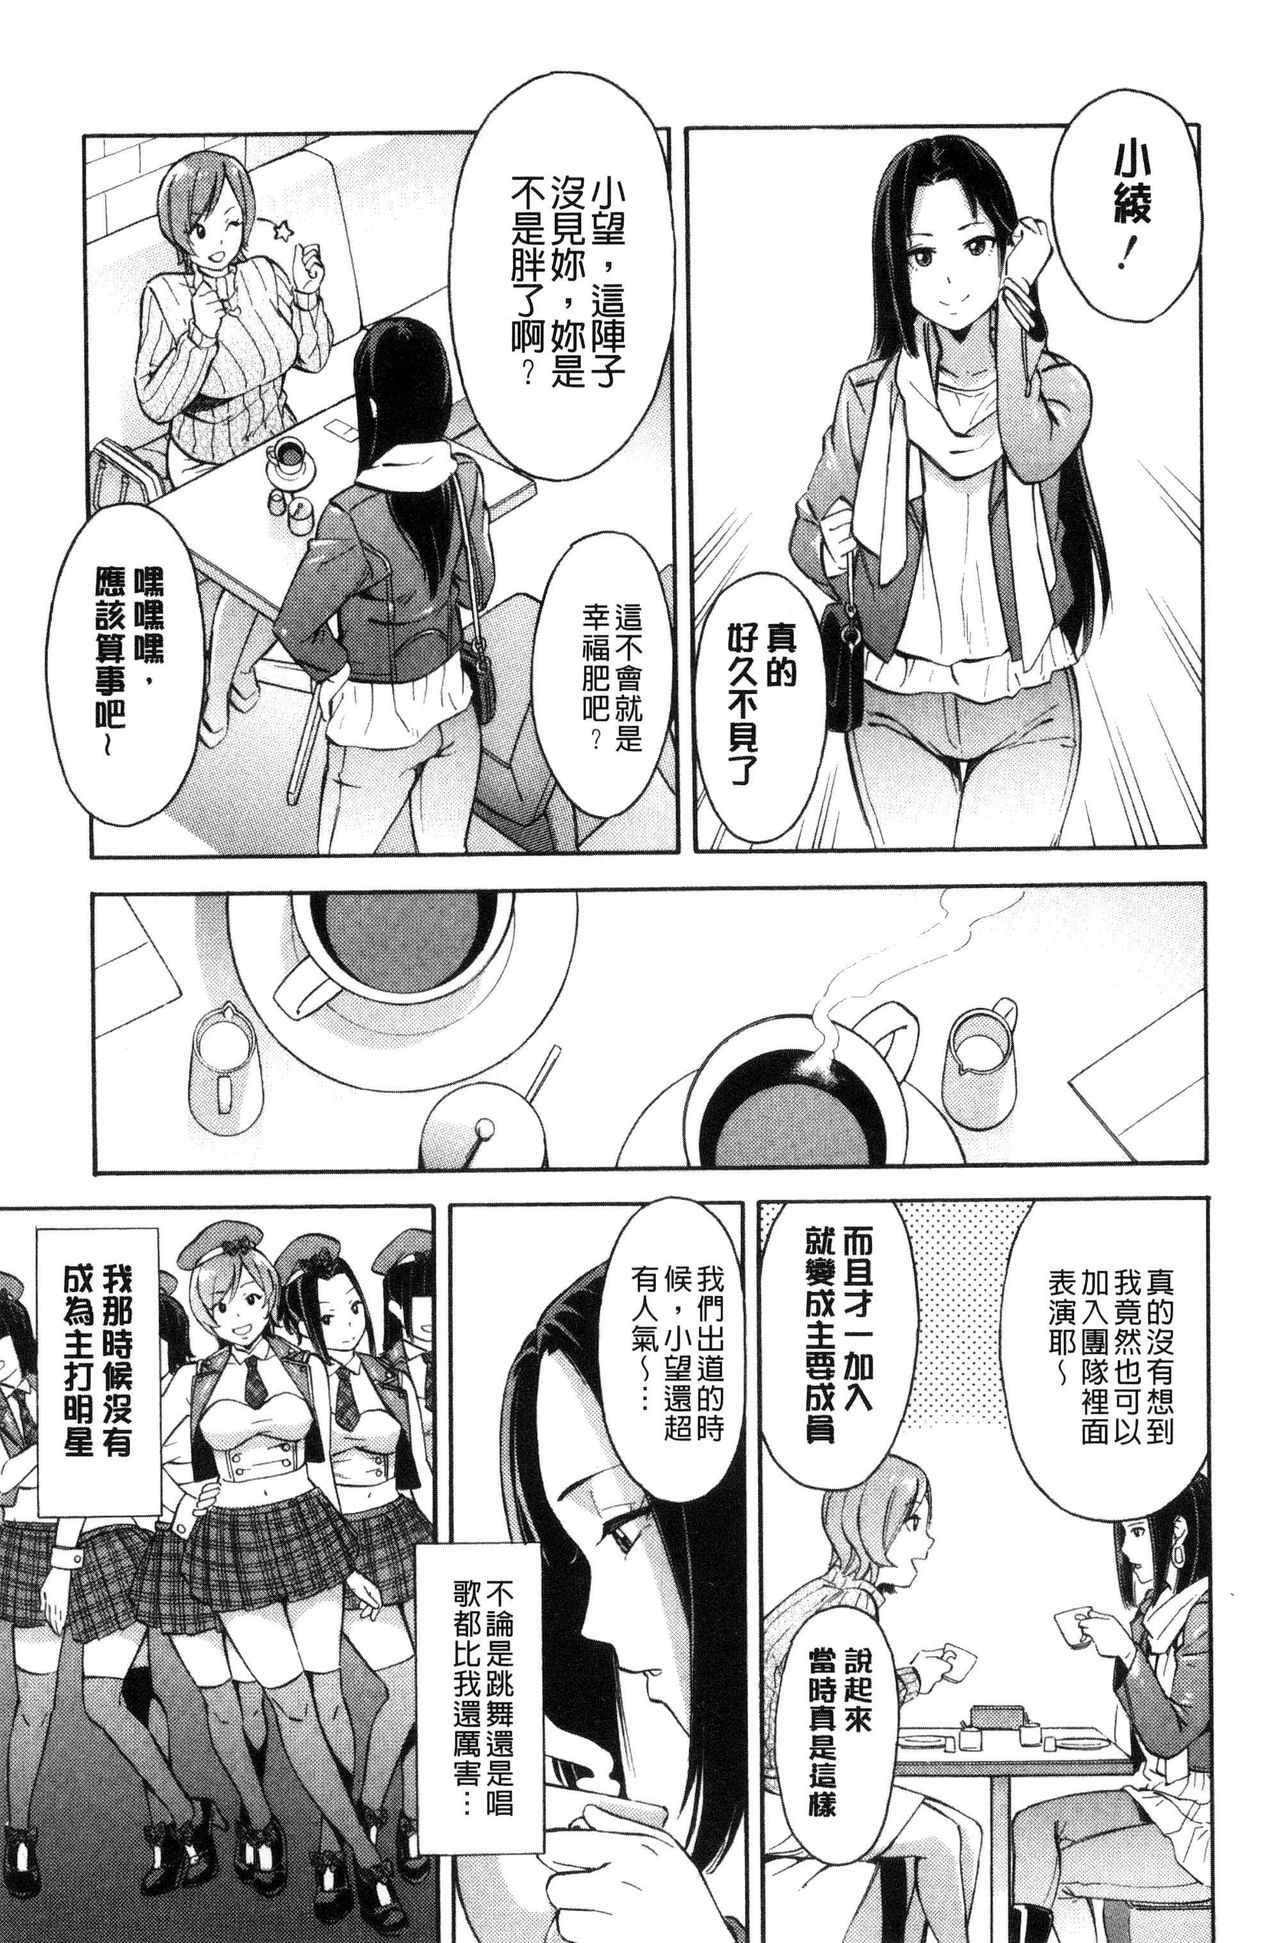 小綾！
真的
好久不見了
小望，這陣子
沒見妳，妳是
不是胖了啊？
這不會就是
幸福肥吧？
嘿嘿嘿，
應該算事吧～
真的沒有想到
我竟然也可以
加入團隊裡面
表演耶～
而且才一加入
就變成主要成員
說起來
當時真是這樣
我們出道的時
候，小望還超
有人氣～…
不論是跳舞還是唱
歌都比我還厲害…
我那時候沒有
成為主打明星